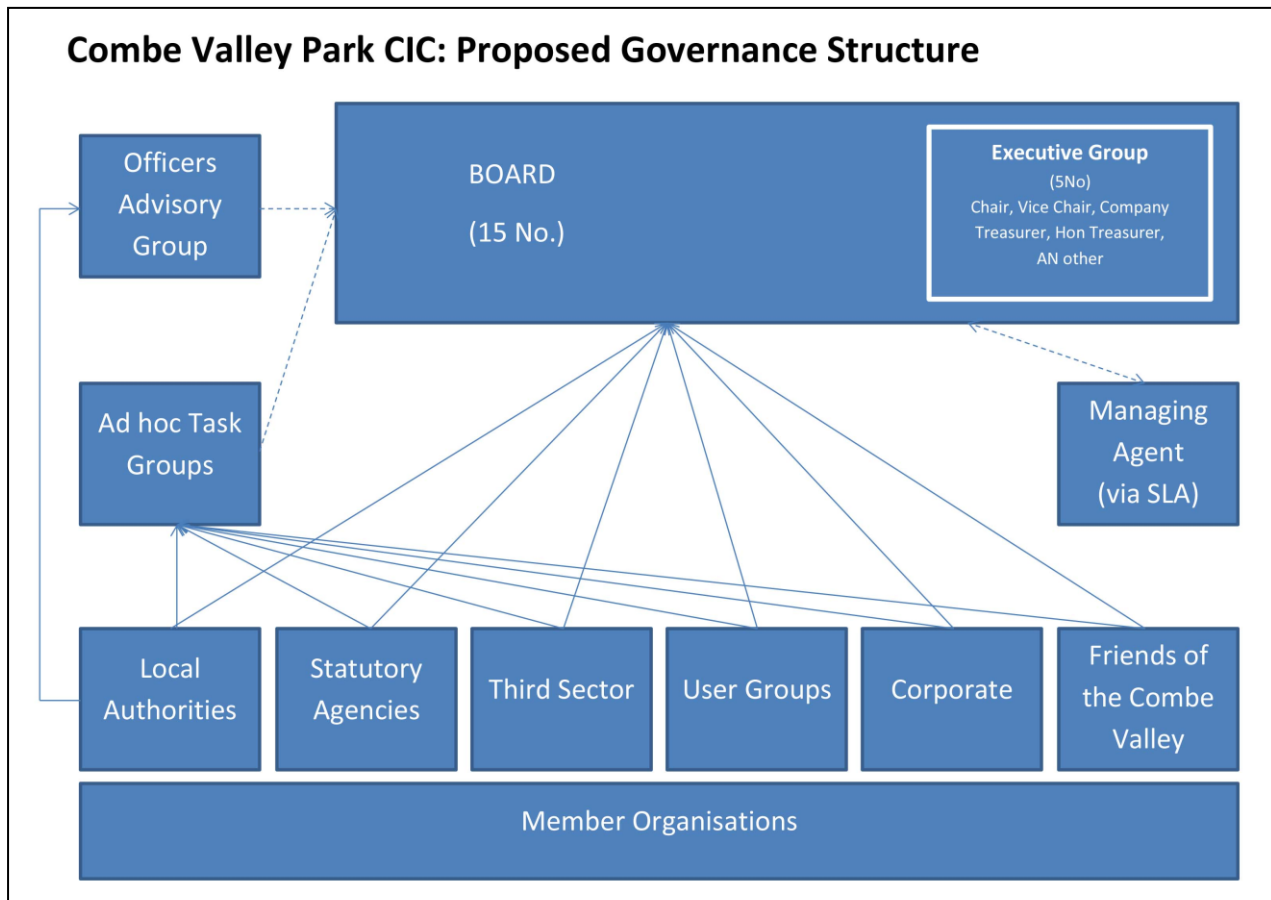 Combe Valley Park CIC: Proposed Governance Structure
Officers
Advisory
Group
BOARD
(15 No.)
Executive Group
(5No)
Chair, Vice Chair, Company
Treasurer, Hon Treasurer,
AN other
Ad hoc Task
Groups
Managing
Agent
(via SLA)
Local
Authorities
Statutory
Agencies
Third Sector
User Groups
Corporate
Friends of
the Combe
Valley
Member Organisations